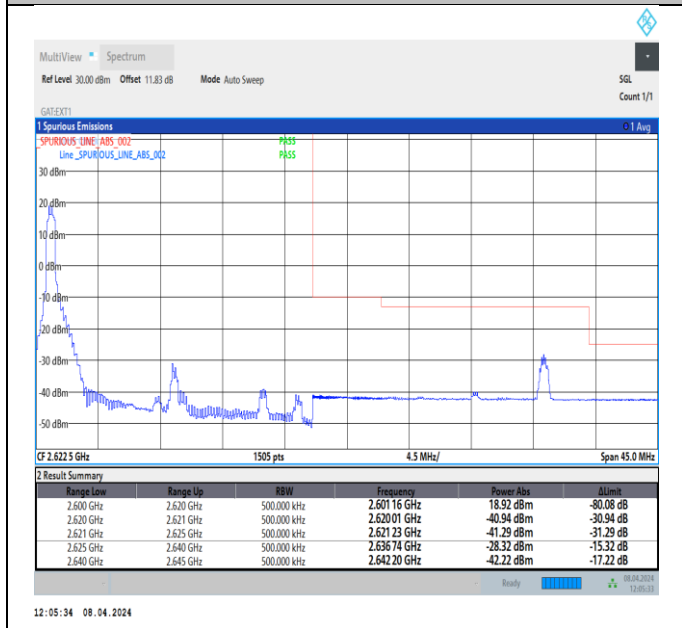 MultiView Spectrum
Ref Level 30.00 dBm Offset 11.83 dB Mode Auto Sweep SGL
Count 1/1
GAT:EXT1
1 Spurious Emissions 1 Avg
_SPURIOUS_LINE_ABS_002 PASS
Line _SPURIOUS_LINE_ABS_002 PASS
30 dBm
20 dBm
10 dBm
0 dBm
-10 dBm
-20 dBm
-30 dBm
-40 dBm
-50 dBm
CF 2.622 5 GHz 1505 pts 4.5 MHz/ Span 45.0 MHz
2 Result Summary
Range Low Range Up RBW Frequency Power Abs ΔLimit
2.600 GHz 2.620 GHz 500.000 kHz 2.601 16 GHz 18.92 dBm -80.08 dB
2.620 GHz 2.621 GHz 500.000 kHz 2.620 01 GHz -40.94 dBm -30.94 dB
2.621 GHz 2.625 GHz 500.000 kHz 2.621 23 GHz -41.29 dBm -31.29 dB
2.625 GHz 2.640 GHz 500.000 kHz 2.636 74 GHz -28.32 dBm -15.32 dB
2.640 GHz 2.645 GHz 500.000 kHz 2.642 20 GHz -42.22 dBm -17.22 dB
Ready 08.04.2024
12:05:33
12:05:34 08.04.2024